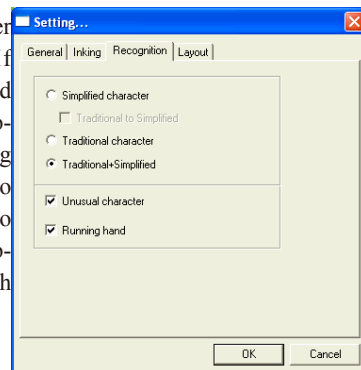 Setting...
General Inking Recognition Layout
Simplified character
Traditional to Simplified
Traditional character
Traditional+Simplified
Unusual character
Running hand
OK Cancel